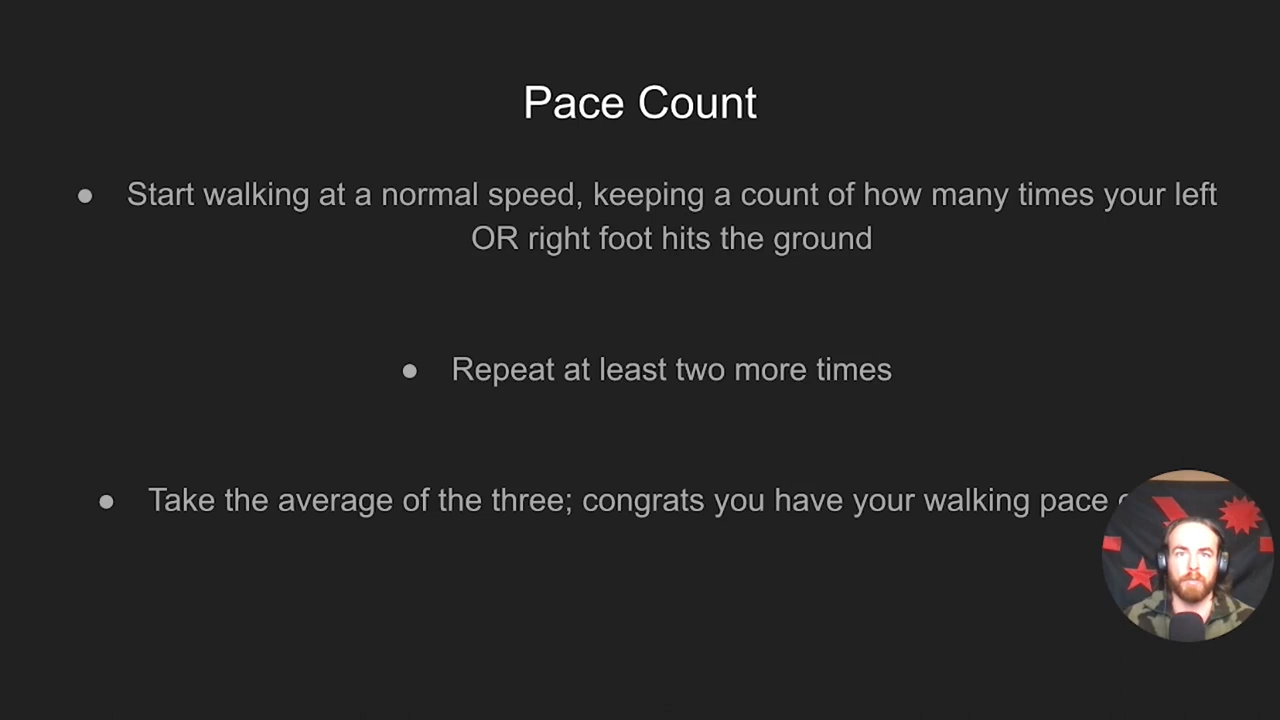 Pace Count
● Start walking at a normal speed, keeping a count of how many times your left
OR right foot hits the ground
● Repeat at least two more times
● Take the average of the three; congrats you have your walking pace